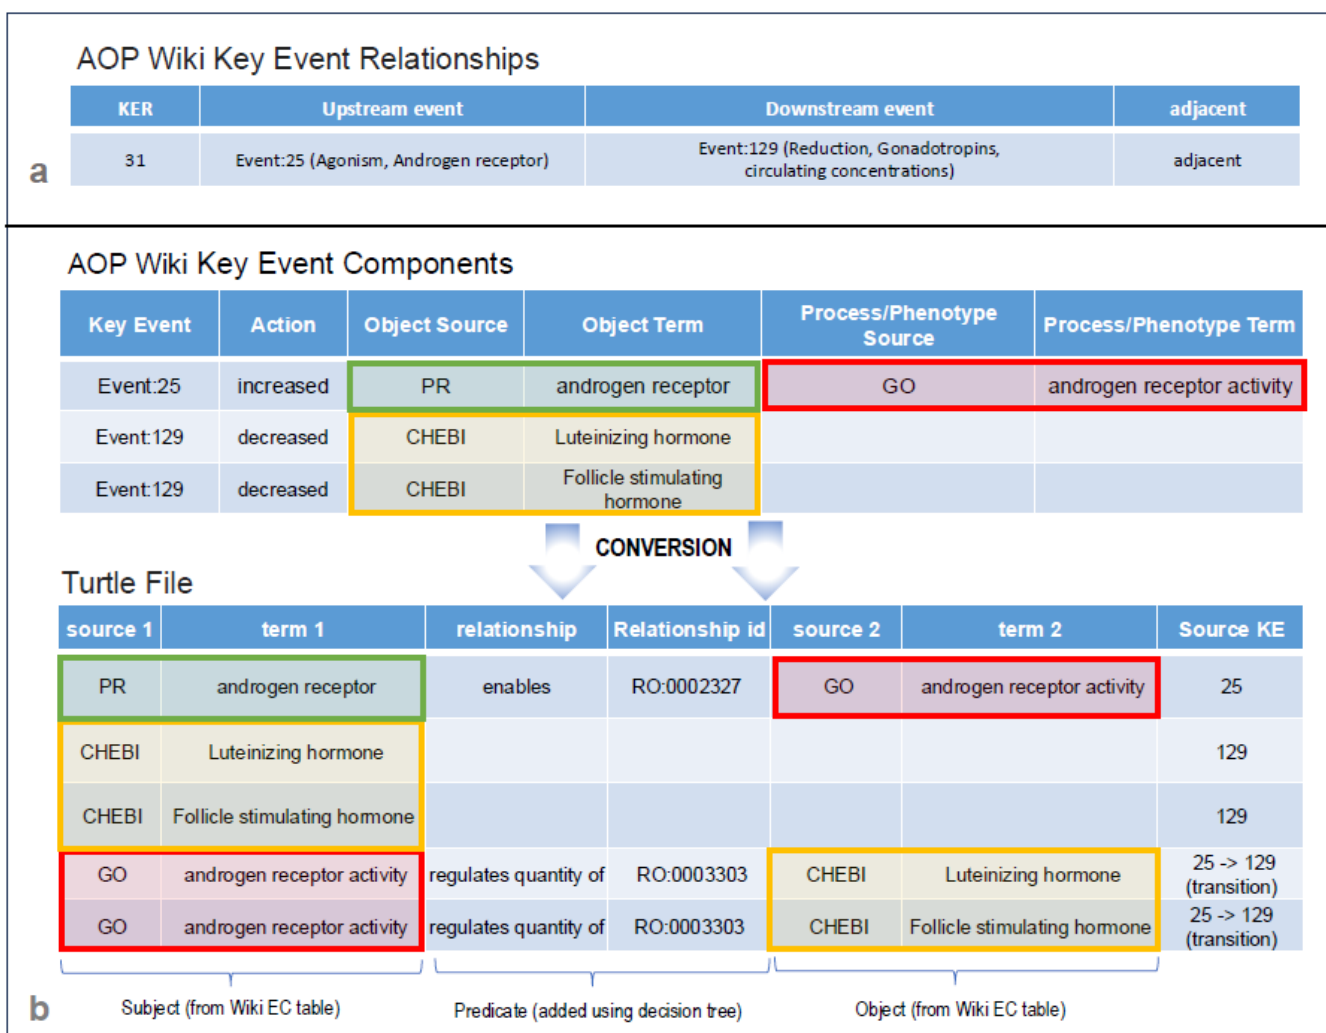 AOP Wiki Key Event Relationships
KER Upstream event Downstream event adjacent
31 Event:25 (Agonism, Androgen receptor) Event:129 (Reduction, Gonadotropins, circulating concentrations) adjacent
a
AOP Wiki Key Event Components
Key Event Action Object Source Object Term Process/Phenotype Source Process/Phenotype Term
Event:25 increased PR androgen receptor GO androgen receptor activity
Event:129 decreased CHEBI Luteinizing hormone
Event:129 decreased CHEBI Follicle stimulating hormone
CONVERSION
Turtle File
source 1 term 1 relationship Relationship id source 2 term 2 Source KE
PR androgen receptor enables RO:0002327 GO androgen receptor activity 25
CHEBI Luteinizing hormone 129
CHEBI Follicle stimulating hormone 129
GO androgen receptor activity regulates quantity of RO:0003303 CHEBI Luteinizing hormone 25 -> 129 (transition)
GO androgen receptor activity regulates quantity of RO:0003303 CHEBI Follicle stimulating hormone 25 -> 129 (transition)
b
Subject (from Wiki EC table) Predicate (added using decision tree) Object (from Wiki EC table)